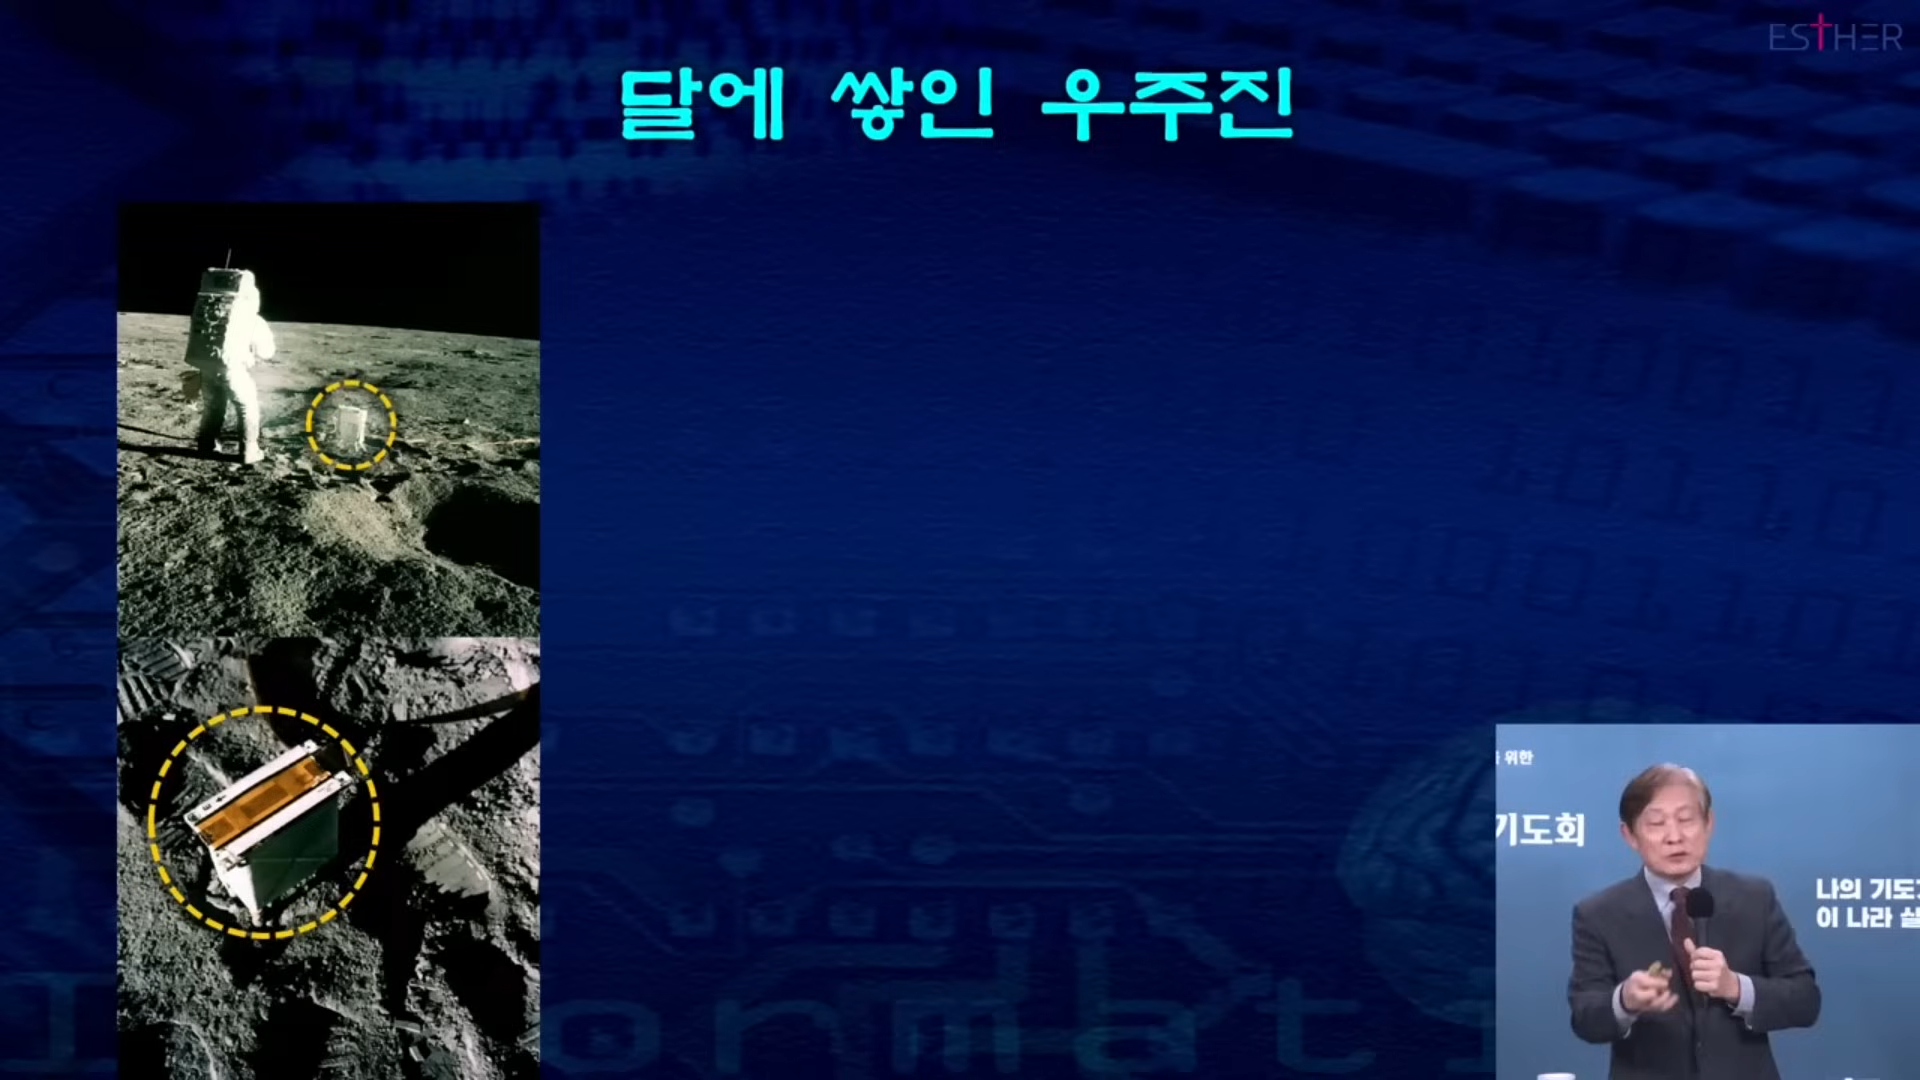 ESTHER
달에 쌓인 우주진
위한
기도회
나의 기도
이 나라